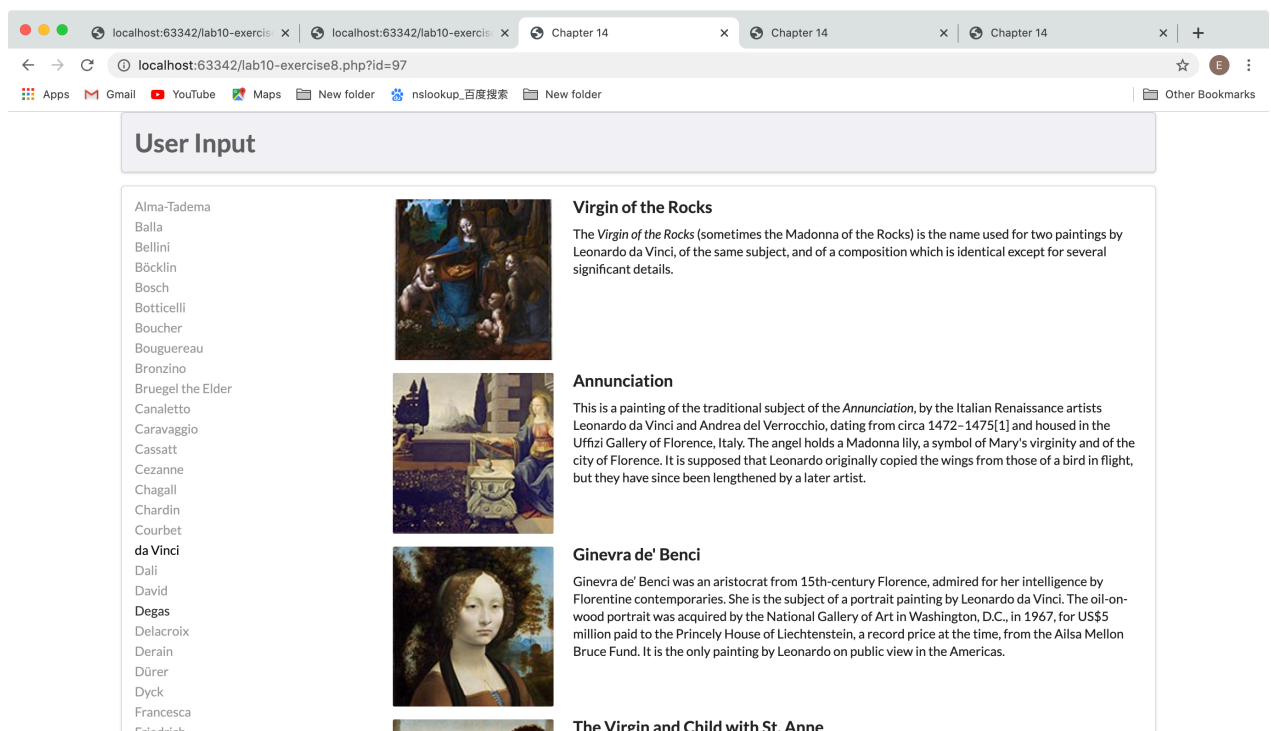 localhost:63342/lab10-exercis
localhost:63342/lab10-exercis
Chapter 14
Chapter 14
Chapter 14
localhost:63342/lab10-exercise8.php?id=97
E
Apps
Gmail
YouTube
Maps
New folder
nslookup_百度搜索
New folder
Other Bookmarks
User Input
Alma-Tadema
Balla
Bellini
Böcklin
Bosch
Botticelli
Boucher
Bouguereau
Bronzino
Bruegel the Elder
Canaletto
Caravaggio
Cassatt
Cezanne
Chagall
Chardin
Courbet
da Vinci
Dali
David
Degas
Delacroix
Derain
Dürer
Dyck
Francesca
Friedrich
Virgin of the Rocks
The Virgin of the Rocks (sometimes the Madonna of the Rocks) is the name used for two paintings by
Leonardo da Vinci, of the same subject, and of a composition which is identical except for several
significant details.
Annunciation
This is a painting of the traditional subject of the Annunciation, by the Italian Renaissance artists
Leonardo da Vinci and Andrea del Verrocchio, dating from circa 1472–1475[1] and housed in the
Uffizi Gallery of Florence, Italy. The angel holds a Madonna lily, a symbol of Mary's virginity and of the
city of Florence. It is supposed that Leonardo originally copied the wings from those of a bird in flight,
but they have since been lengthened by a later artist.
Ginevra de' Benci
Ginevra de’ Benci was an aristocrat from 15th-century Florence, admired for her intelligence by
Florentine contemporaries. She is the subject of a portrait painting by Leonardo da Vinci. The oil-on-
wood portrait was acquired by the National Gallery of Art in Washington, D.C., in 1967, for US$5
million paid to the Princely House of Liechtenstein, a record price at the time, from the Ailsa Mellon
Bruce Fund. It is the only painting by Leonardo on public view in the Americas.
The Virgin and Child with St. Anne